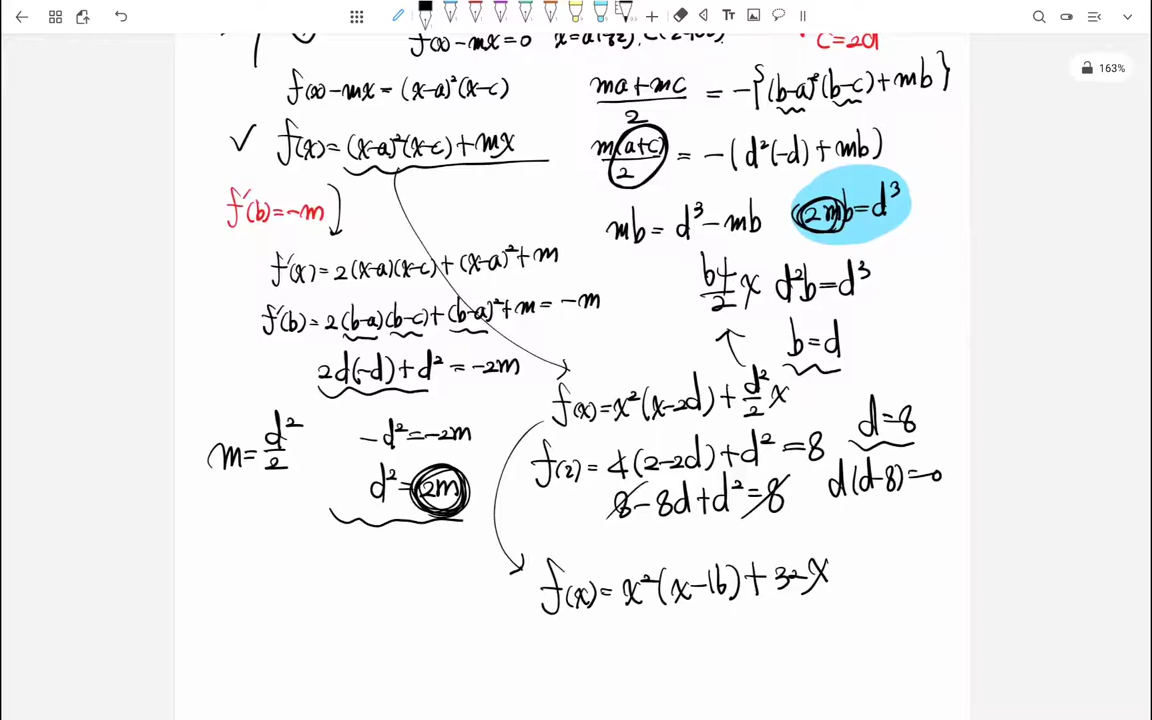 163%
f(x)-mx=0
C=2d
f(x)-mx=(x-a)²(x-c)
✓ f(x)=(x-a)²(x-c)+mx
f'(b)=-m
f'(x)=2(x-a)(x-c)+(x-a)²+m
f'(b)=2(b-a)(b-c)+(b-a)²+m=-m
2d(-d)+d²=-2m
-d²=-2m
d²=2m
m=d²/2
(ma+mc)/2=-{(b-a)²(b-c)+mb}
m(a+c)/2=-(d²(-d)+mb)
mb=d³-mb
2mb=d³
d²b=d³
b=d
f(x)=x²(x-2d)+d²/2 x
f(2)=4(2-2d)+d²=8
8-8d+d²=8
d(d-8)=0
d=8
f(x)=x²(x-16)+32x